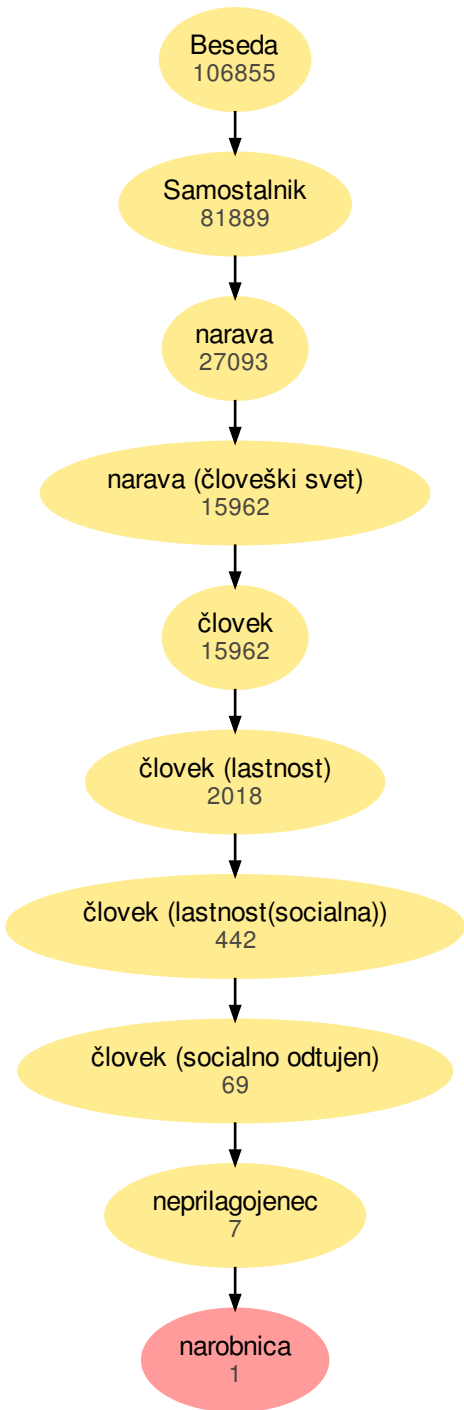 Beseda
106855
Samostalnik
81889
narava
27093
narava (človeški svet)
15962
človek
15962
človek (lastnost)
2018
človek (lastnost(socialna))
442
človek (socialno odtujen)
69
neprilagojenec
7
narobnica
1